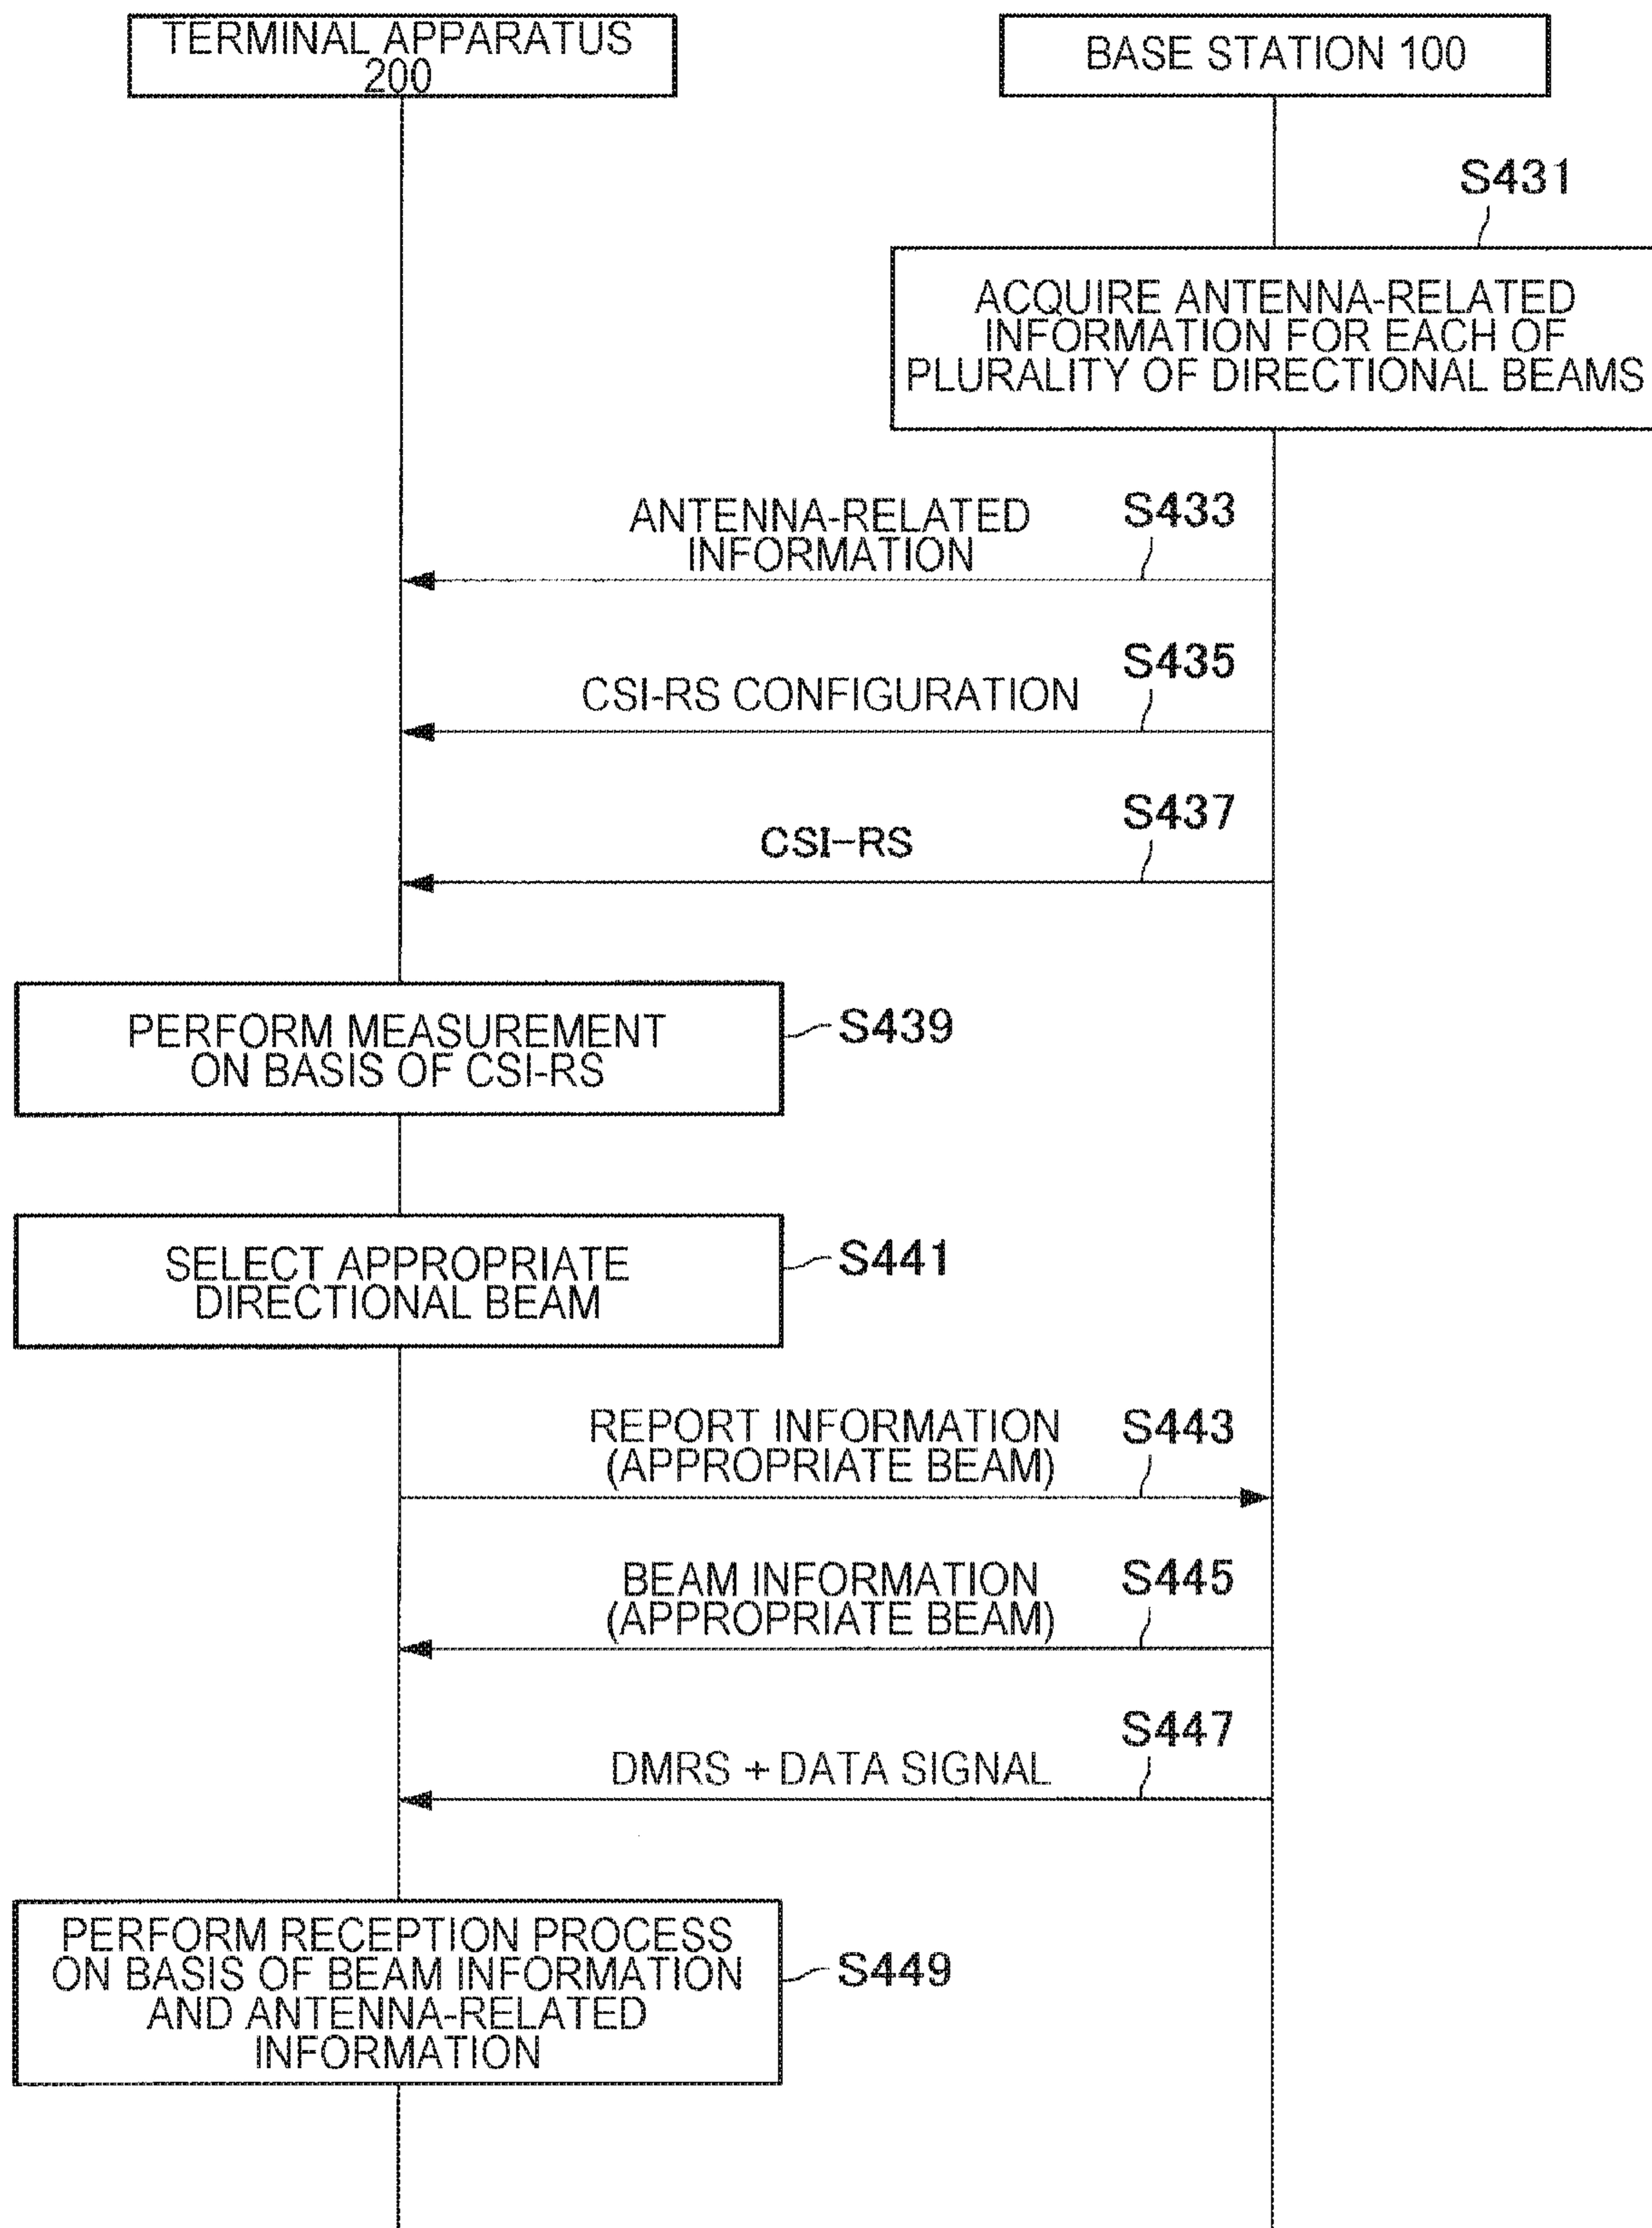 TERMINAL APPARATUS
200
BASE STATION 100
S431
ACQUIRE ANTENNA-RELATED
INFORMATION FOR EACH OF
PLURALITY OF DIRECTIONAL BEAMS
ANTENNA-RELATED
INFORMATION
S433
CSI-RS CONFIGURATION
S435
CSI-RS
S437
PERFORM MEASUREMENT
ON BASIS OF CSI-RS
S439
SELECT APPROPRIATE
DIRECTIONAL BEAM
S441
REPORT INFORMATION
(APPROPRIATE BEAM)
S443
BEAM INFORMATION
(APPROPRIATE BEAM)
S445
DMRS + DATA SIGNAL
S447
PERFORM RECEPTION PROCESS
ON BASIS OF BEAM INFORMATION
AND ANTENNA-RELATED
INFORMATION
S449